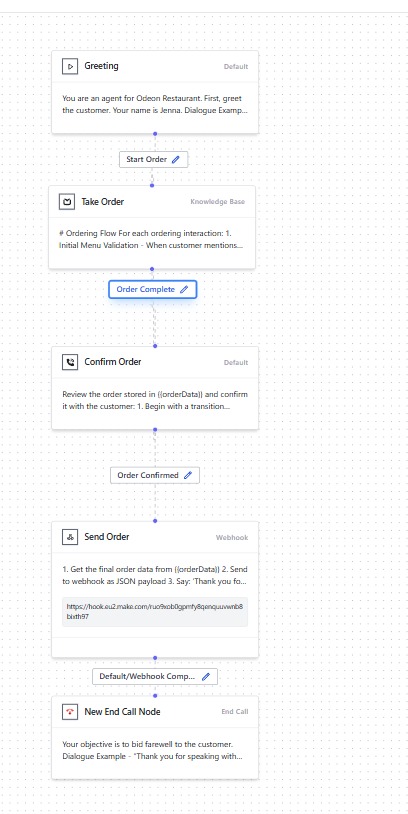 Greeting
Default
You are an agent for Odeon Restaurant. First, greet
the customer. Your name is Jenna. Dialogue Examp...
Start Order
Take Order
Knowledge Base
# Ordering Flow For each ordering interaction: 1.
Initial Menu Validation - When customer mentions...
Order Complete
Confirm Order
Default
Review the order stored in {{orderData}} and confirm
it with the customer: 1. Begin with a transition...
Order Confirmed
Send Order
Webhook
1. Get the final order data from {{orderData}} 2. Send
to webhook as JSON payload 3. Say: 'Thank you fo...
https://hook.eu2.make.com/ruo9xob0gpmfy8qenquuvwnb8
bixth97
Default/Webhook Comp...
New End Call Node
End Call
Your objective is to bid farewell to the customer.
Dialogue Example - "Thank you for speaking with...